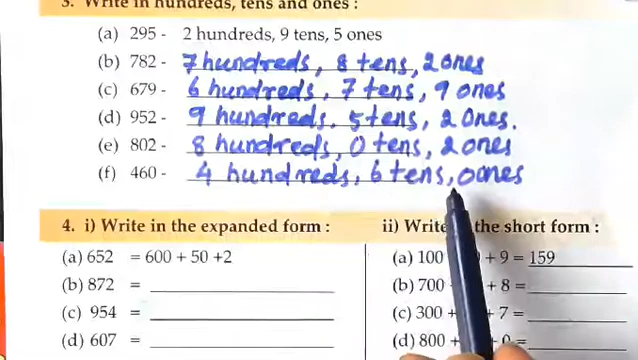 3. Write in hundreds, tens and ones :
(a) 295 - 2 hundreds, 9 tens, 5 ones
(b) 782 - 7 hundreds, 8 tens, 2 ones
(c) 679 - 6 hundreds, 7 tens, 9 ones
(d) 952 - 9 hundreds, 5 tens, 2 Ones.
(e) 802 - 8 hundreds, 0 tens, 2 ones
(f) 460 - 4 hundreds, 6 tens, 0 ones
4. i) Write in the expanded form :
(a) 652 = 600 + 50 +2
(b) 872 =
(c) 954 =
(d) 607 =
ii) Write the short form :
(a) 100 + 9 = 159
(b) 700 + 8 =
(c) 300 + 7 =
(d) 800 + 0 =